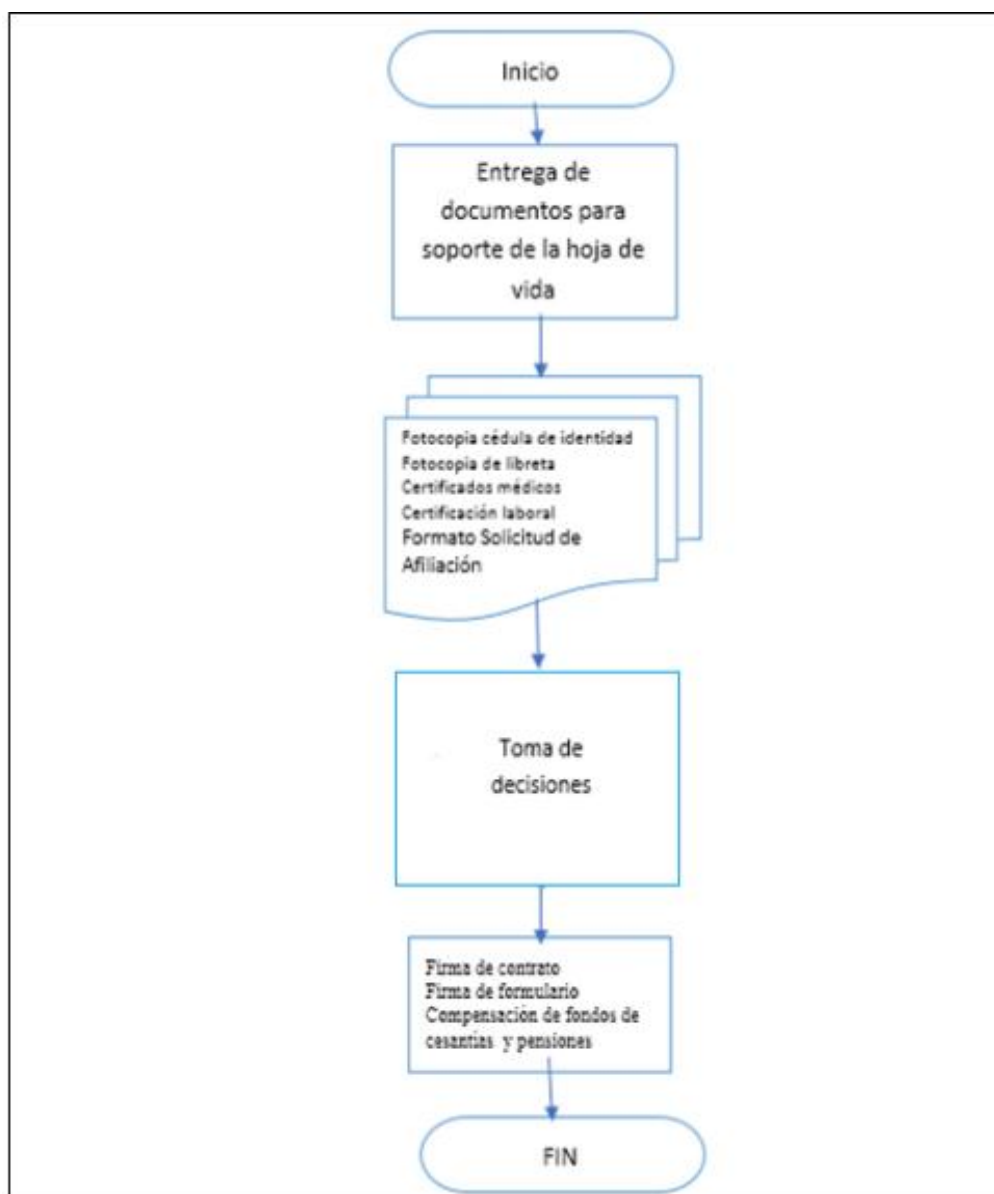 Inicio
Entrega de
documentos para
soporte de la hoja de
vida
Fotocopia cédula de identidad
Fotocopia de libreta
Certificados médicos
Certificación laboral
Formato Solicitud de
Afiliación
Toma de
decisiones
Firma de contrato
Firma de formulario
Compensación de fondos de
cesantías y pensiones
FIN